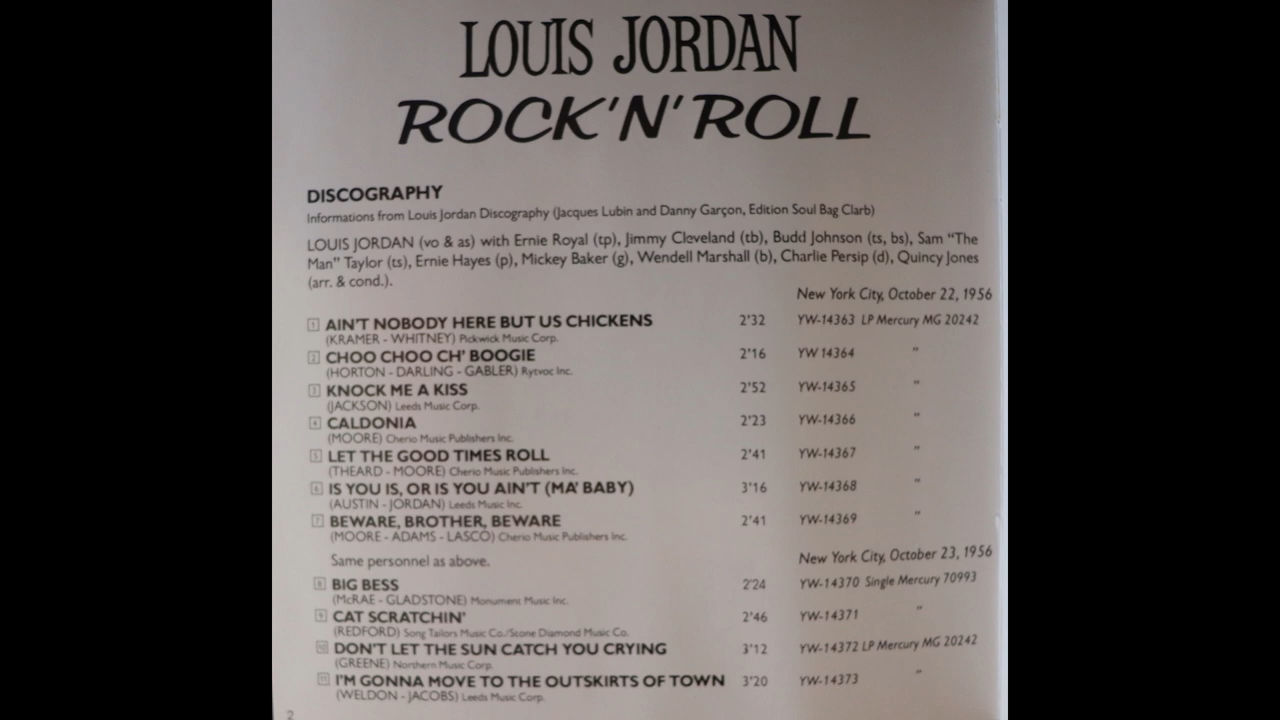 LOUIS JORDAN
ROCK'N'ROLL
DISCOGRAPHY
Informations from Louis Jordan Discography (Jacques Lubin and Danny Garçon, Edition Soul Bag Clarb)
LOUIS JORDAN (vo & as) with Ernie Royal (tp), Jimmy Cleveland (tb), Budd Johnson (ts, bs), Sam "The
Man" Taylor (ts), Ernie Hayes (p), Mickey Baker (g), Wendell Marshall (b), Charlie Persip (d), Quincy Jones
(arr. & cond.).
New York City, October 22, 1956
1 AIN'T NOBODY HERE BUT US CHICKENS 2'32 YW-14363 LP Mercury MG 20242
(KRAMER - WHITNEY) Pickwick Music Corp.
2 CHOO CHOO CH' BOOGIE 2'16 YW 14364 "
(HORTON - DARLING - GABLER) Rytvoc Inc.
3 KNOCK ME A KISS 2'52 YW-14365 "
(JACKSON) Leeds Music Corp.
4 CALDONIA 2'23 YW-14366 "
(MOORE) Cherio Music Publishers Inc.
5 LET THE GOOD TIMES ROLL 2'41 YW-14367 "
(THEARD - MOORE) Cherio Music Publishers Inc.
6 IS YOU IS, OR IS YOU AIN'T (MA' BABY) 3'16 YW-14368 "
(AUSTIN - JORDAN) Leeds Music Inc.
7 BEWARE, BROTHER, BEWARE 2'41 YW-14369 "
(MOORE - ADAMS - LASCO) Cherio Music Publishers Inc.
Same personnel as above. New York City, October 23, 1956
8 BIG BESS 2'24 YW-14370 Single Mercury 70993
(McRAE - GLADSTONE) Monument Music Inc.
9 CAT SCRATCHIN' 2'46 YW-14371 "
(REDFORD) Song Tailors Music Co./Scone Diamond Music Co.
10 DON'T LET THE SUN CATCH YOU CRYING 3'12 YW-14372 LP Mercury MG 20242
(GREENE) Northern Music Corp.
11 I'M GONNA MOVE TO THE OUTSKIRTS OF TOWN 3'20 YW-14373 "
(WELDON - JACOBS) Leeds Music Corp.
2